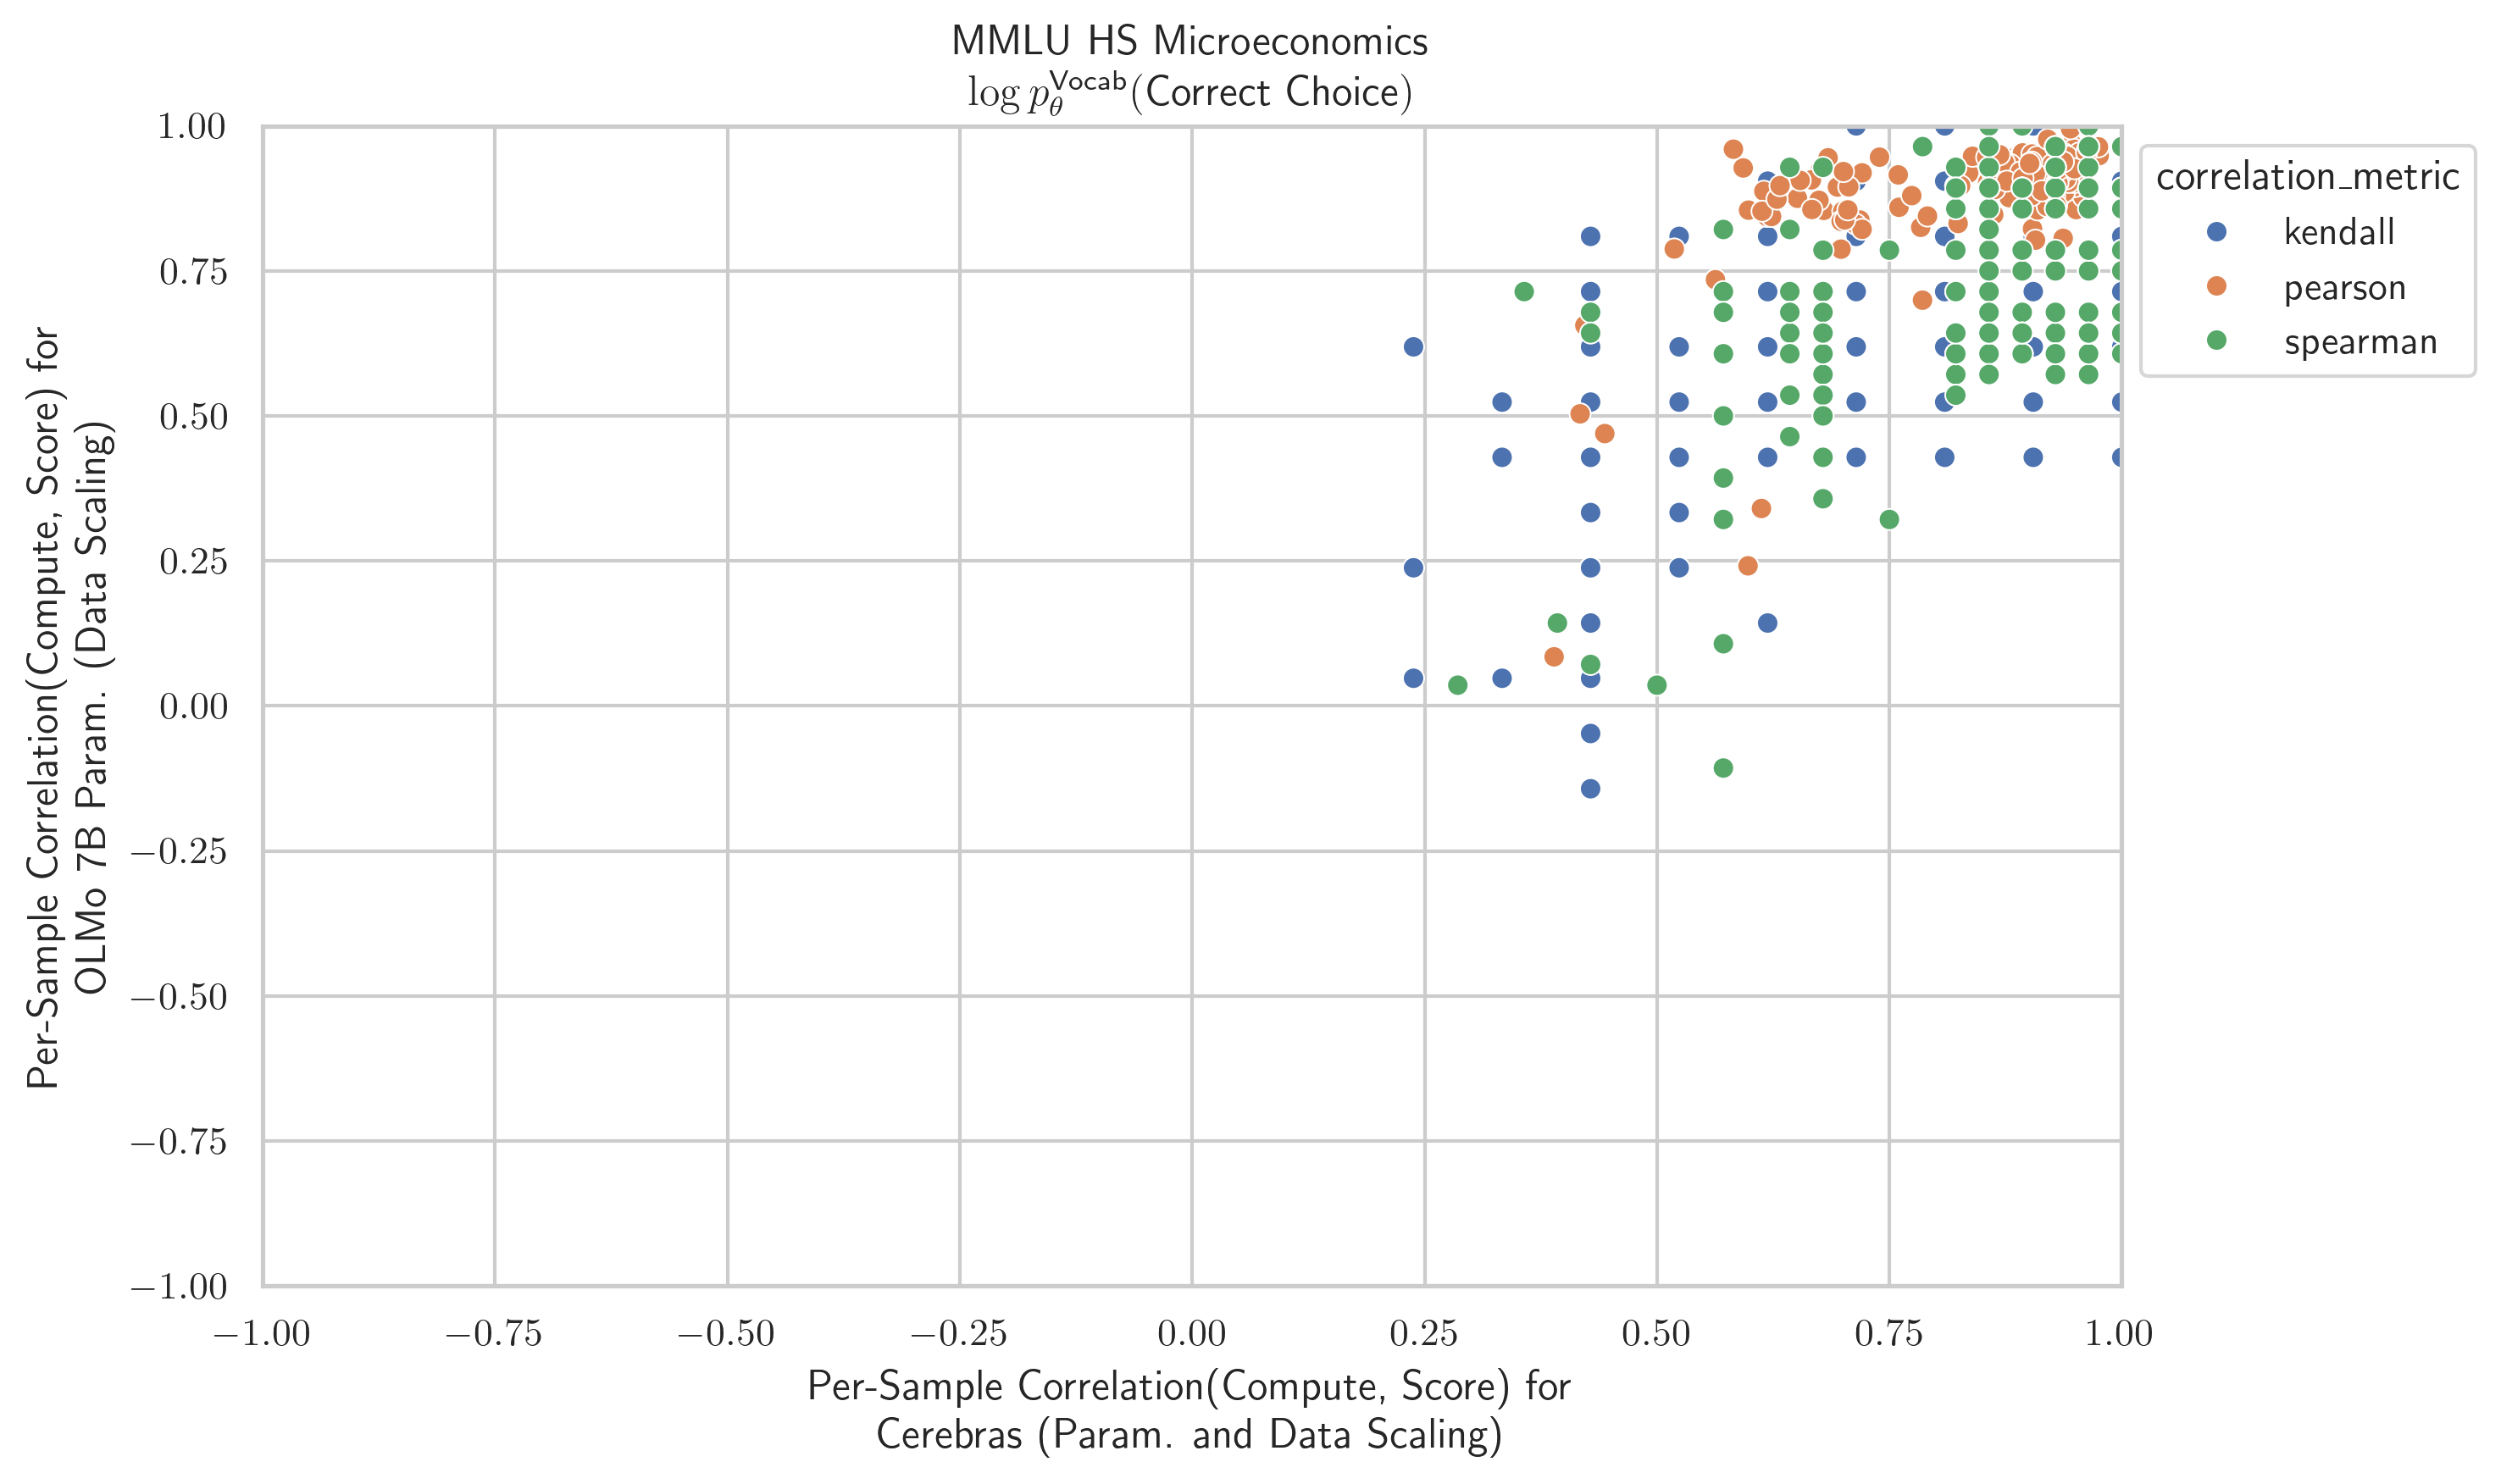 MMLU HS Microeconomics
log p_θ^Vocab(Correct Choice)
Per-Sample Correlation(Compute, Score) for
OLMo 7B Param. (Data Scaling)
1.00
0.75
0.50
0.25
0.00
−0.25
−0.50
−0.75
−1.00
−1.00
−0.75
−0.50
−0.25
0.00
0.25
0.50
0.75
1.00
Per-Sample Correlation(Compute, Score) for
Cerebras (Param. and Data Scaling)
correlation_metric
kendall
pearson
spearman